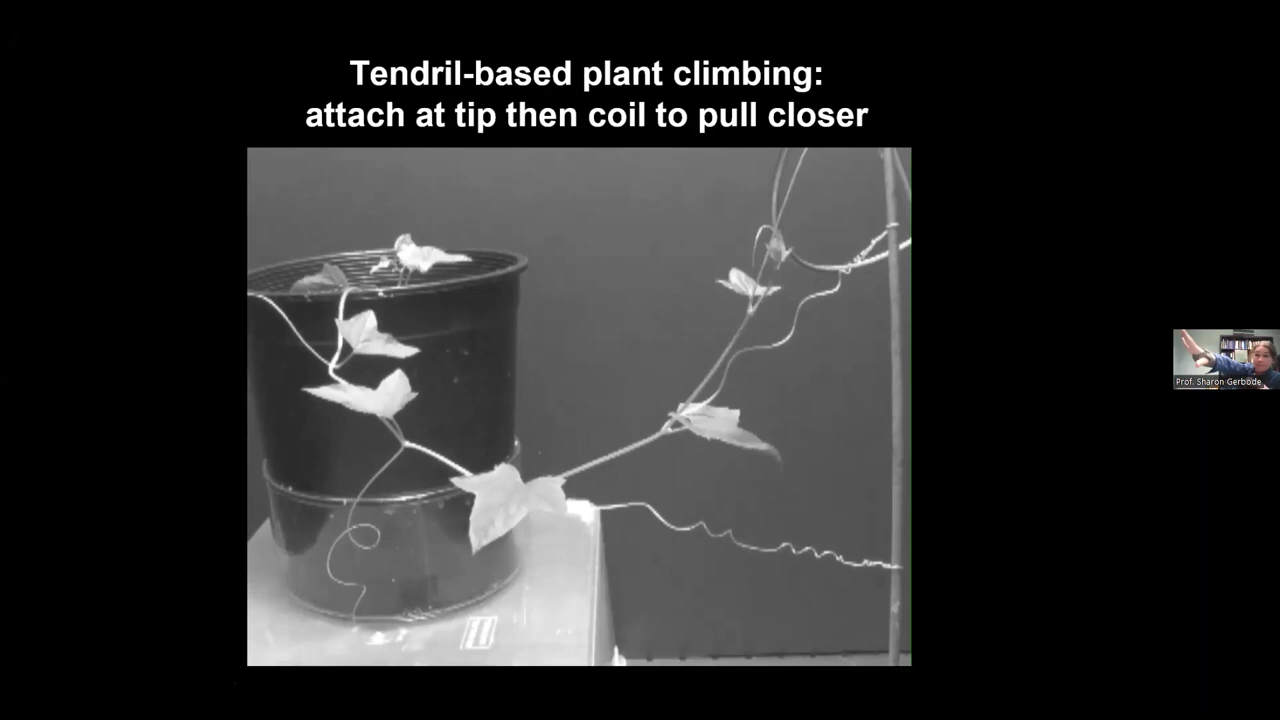 Tendril-based plant climbing:
attach at tip then coil to pull closer
Prof. Sharon Gerbode